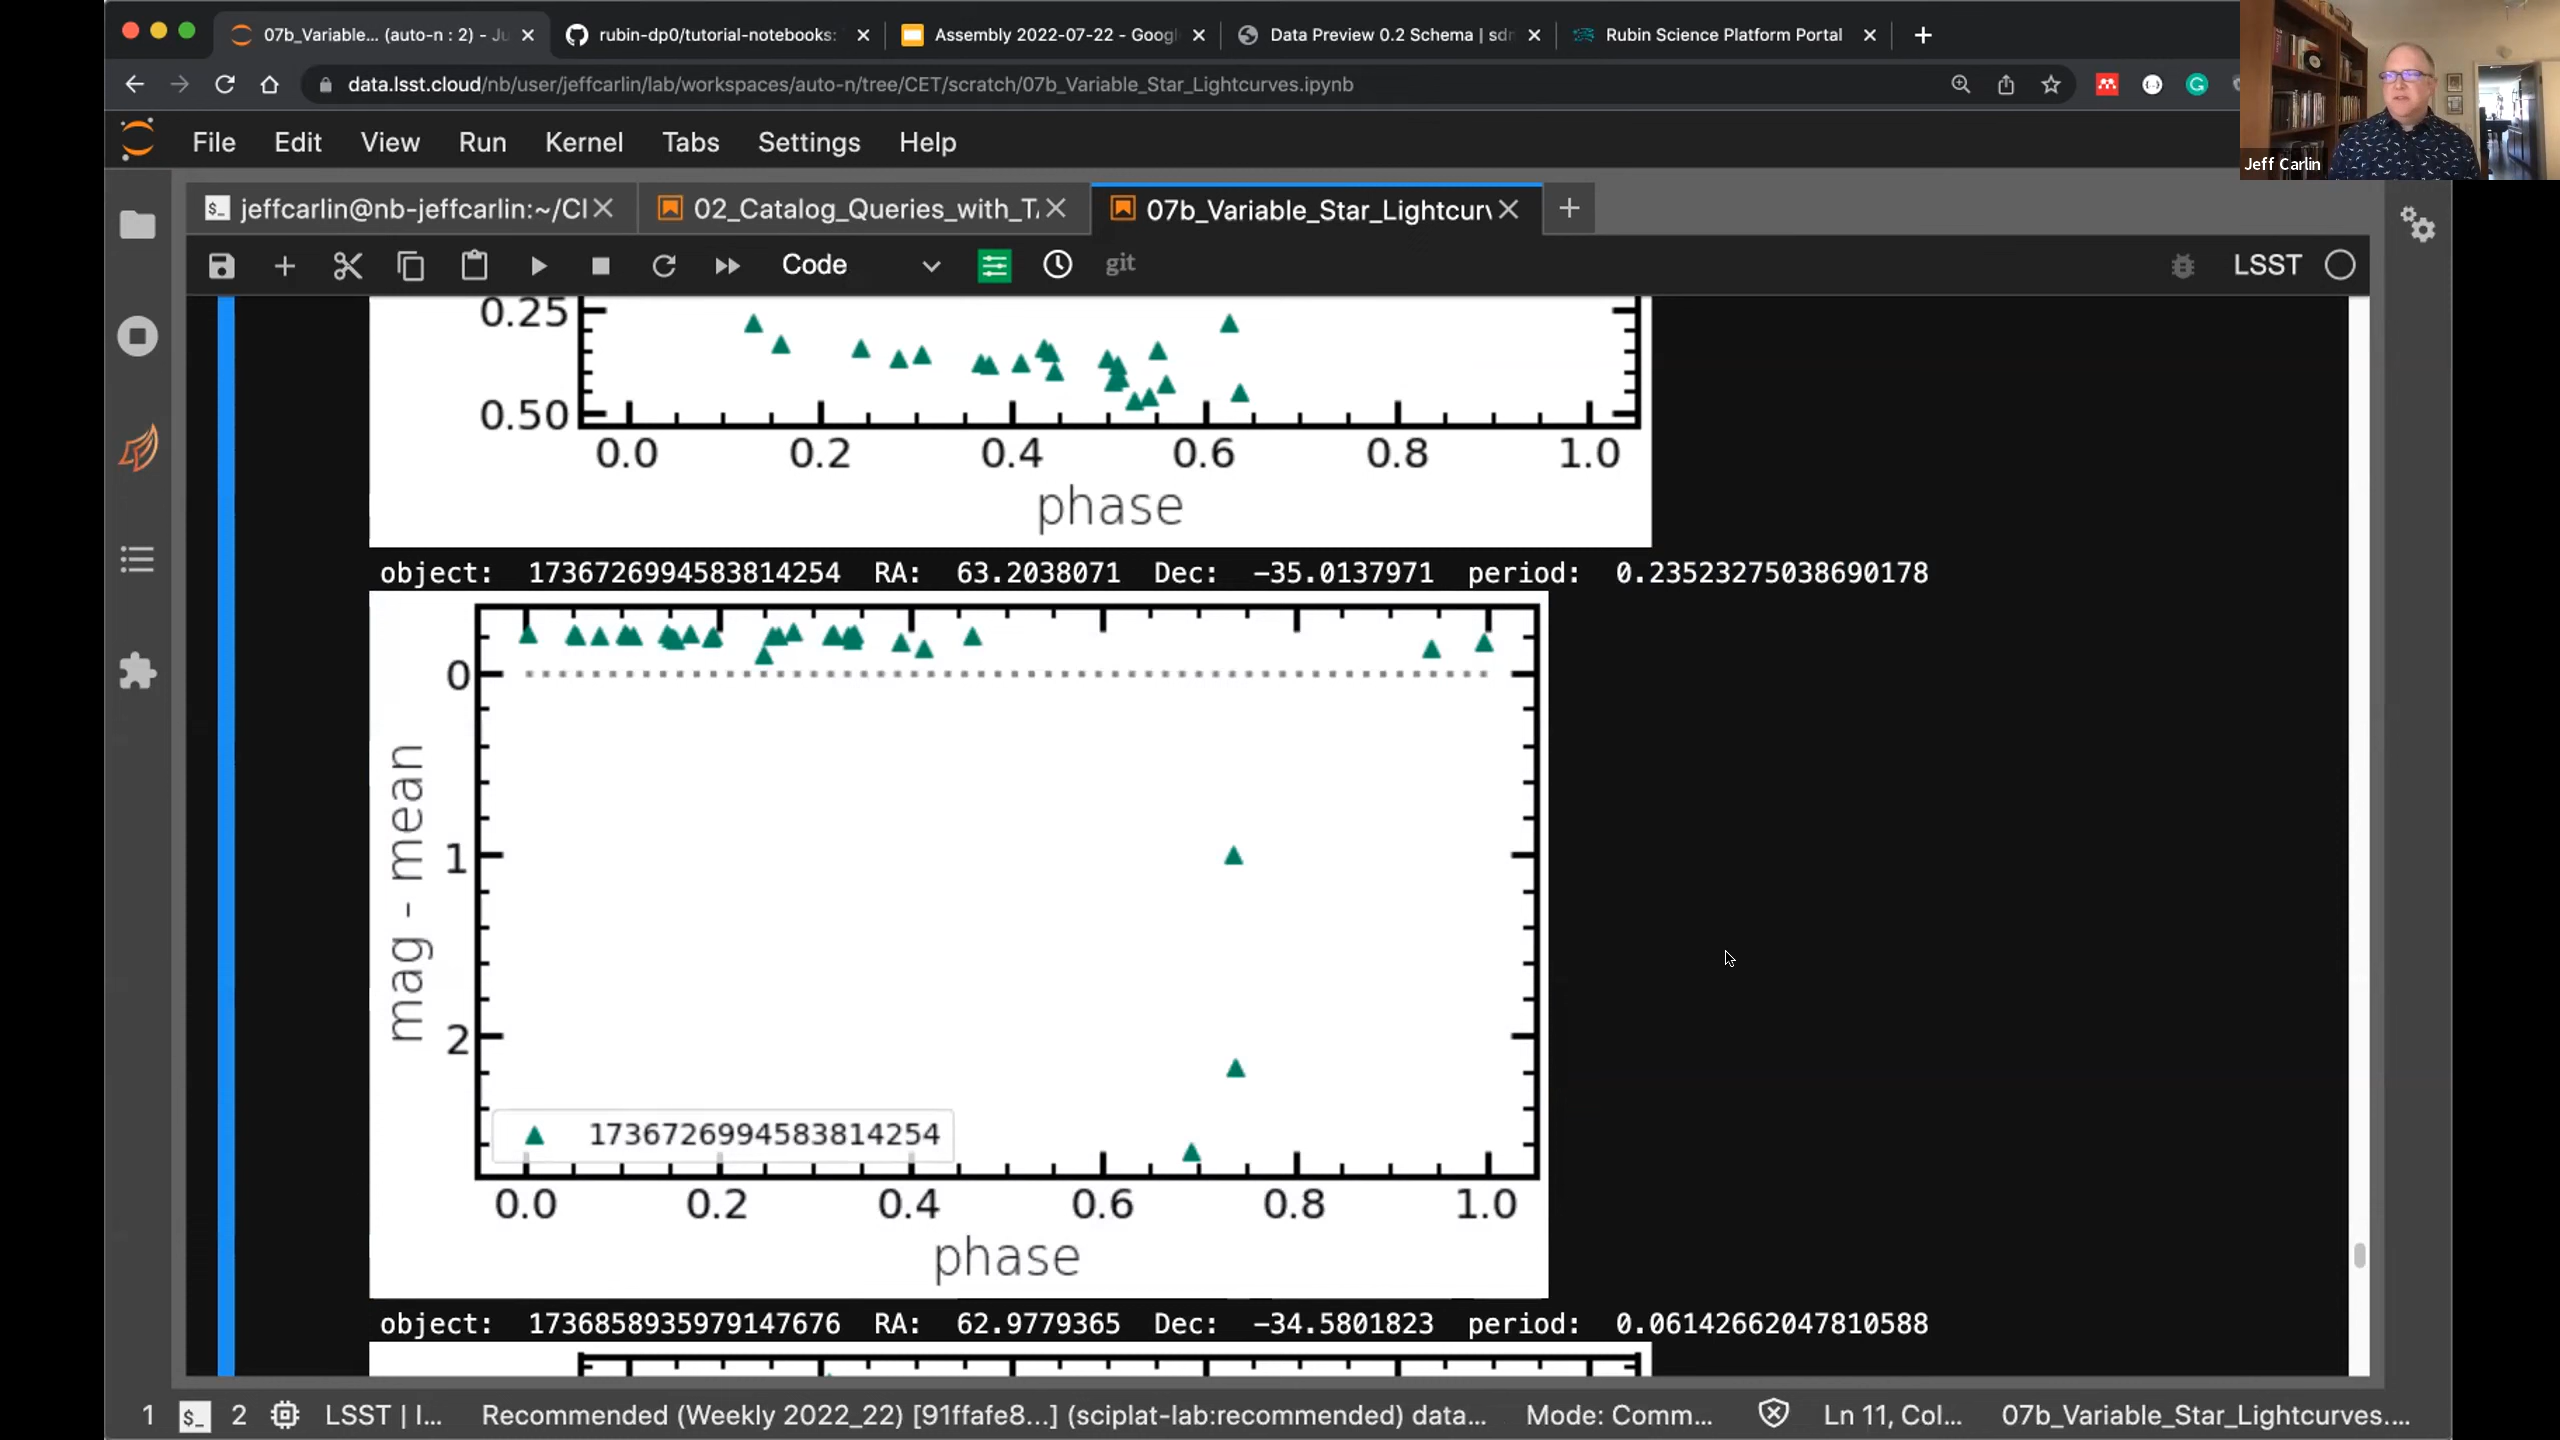 07b_Variable... (auto-n : 2) - Ju
rubin-dp0/tutorial-notebooks:
Assembly 2022-07-22 - Googl
Data Preview 0.2 Schema | sdm
Rubin Science Platform Portal
data.lsst.cloud/nb/user/jeffcarlin/lab/workspaces/auto-n/tree/CET/scratch/07b_Variable_Star_Lightcurves.ipynb
File Edit View Run Kernel Tabs Settings Help
Jeff Carlin
jeffcarlin@nb-jeffcarlin:~/CI
02_Catalog_Queries_with_TA
07b_Variable_Star_Lightcurv
Code
git
LSST
0.25
0.50
0.0 0.2 0.4 0.6 0.8 1.0
phase
object: 1736726994583814254 RA: 63.2038071 Dec: -35.0137971 period: 0.23523275038690178
0
1
2
mag - mean
1736726994583814254
0.0 0.2 0.4 0.6 0.8 1.0
phase
object: 1736858935979147676 RA: 62.9779365 Dec: -34.5801823 period: 0.06142662047810588
1 $_ 2 LSST | I... Recommended (Weekly 2022_22) [91ffafe8...] (sciplat-lab:recommended) data... Mode: Comm... Ln 11, Col... 07b_Variable_Star_Lightcurves....